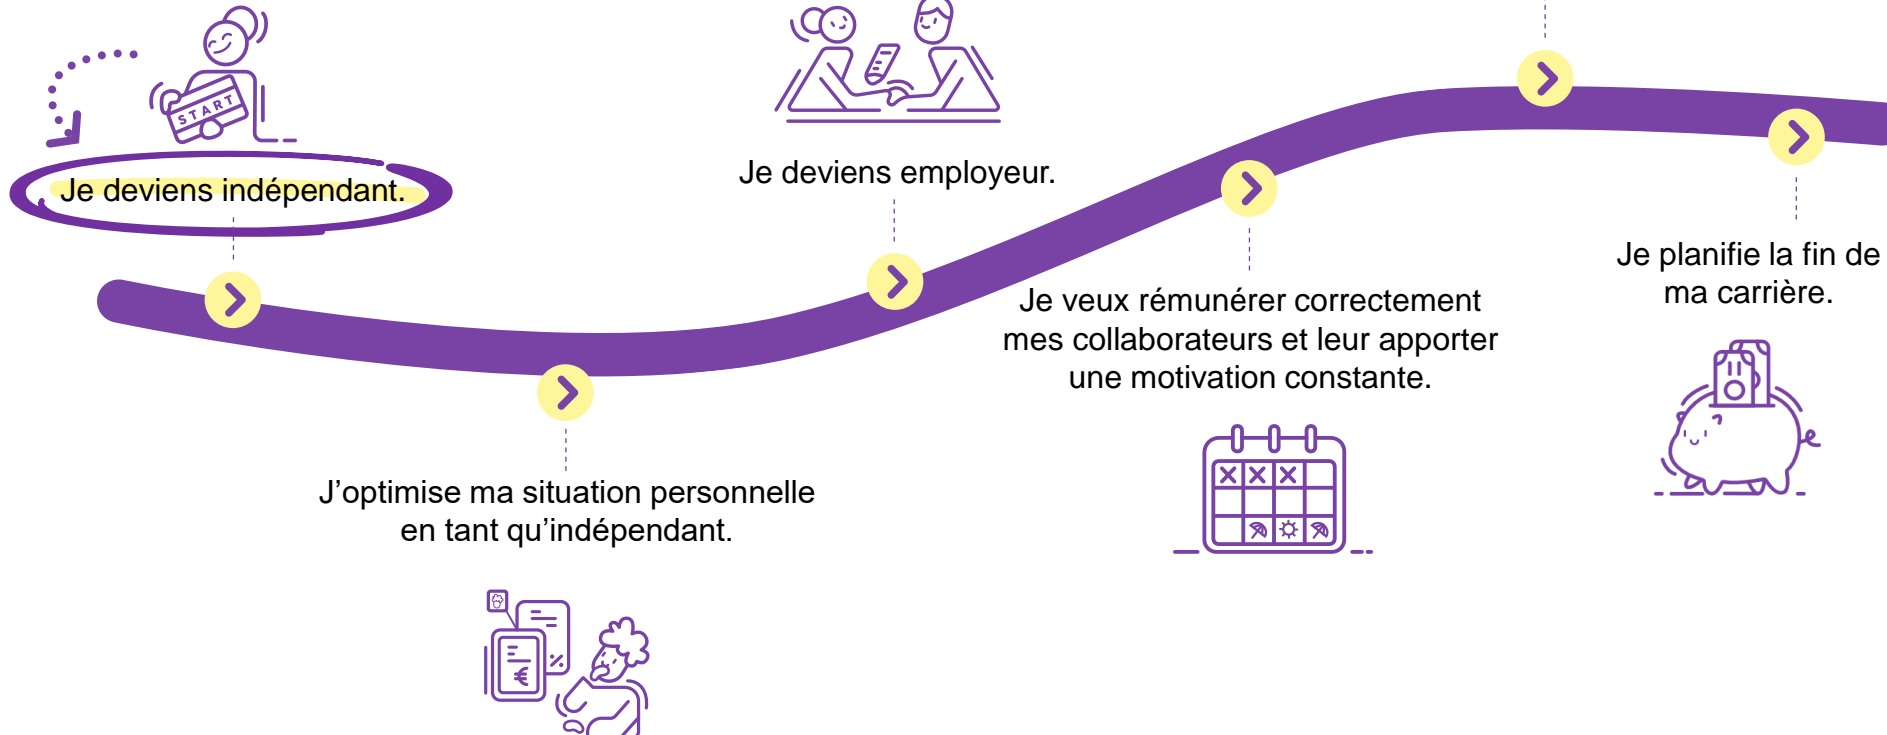 START
Je deviens indépendant.
J’optimise ma situation personnelle
en tant qu’indépendant.
Je deviens employeur.
Je veux rémunérer correctement
mes collaborateurs et leur apporter
une motivation constante.
Je planifie la fin de
ma carrière.